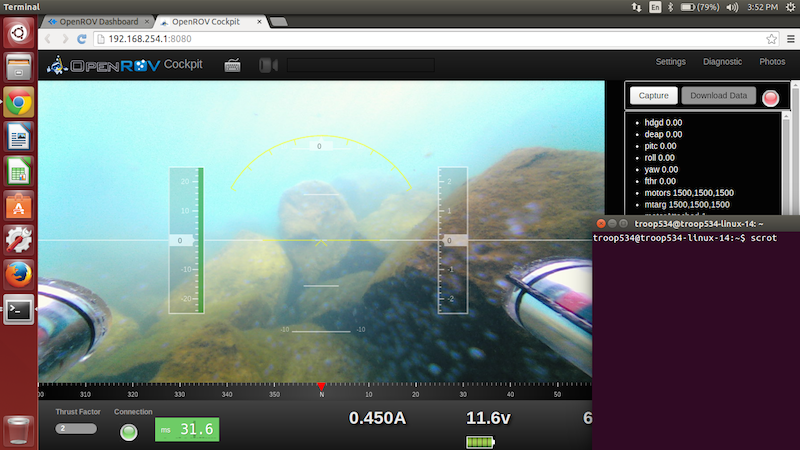 Terminal
En
(79%)
3:52 PM
OpenROV Dashboard
OpenROV Cockpit
192.168.254.1:8080
OPENROV Cockpit
Settings
Diagnostic
Photos
Capture
Download Data
hdgd 0.00
deap 0.00
pitc 0.00
roll 0.00
yaw 0.00
fthr 0.00
motors 1500,1500,1500
mtarg 1500,1500,1500
0
20
10
0
-10
-20
2
1
0
-1
-2
-10
-10
troop534@troop534-linux-14: ~
troop534@troop534-linux-14:~$ scrot
330
340
350
N
10
20
30
40
50
Thrust Factor
2
Connection
ms 31.6
0.450A
11.6v
6